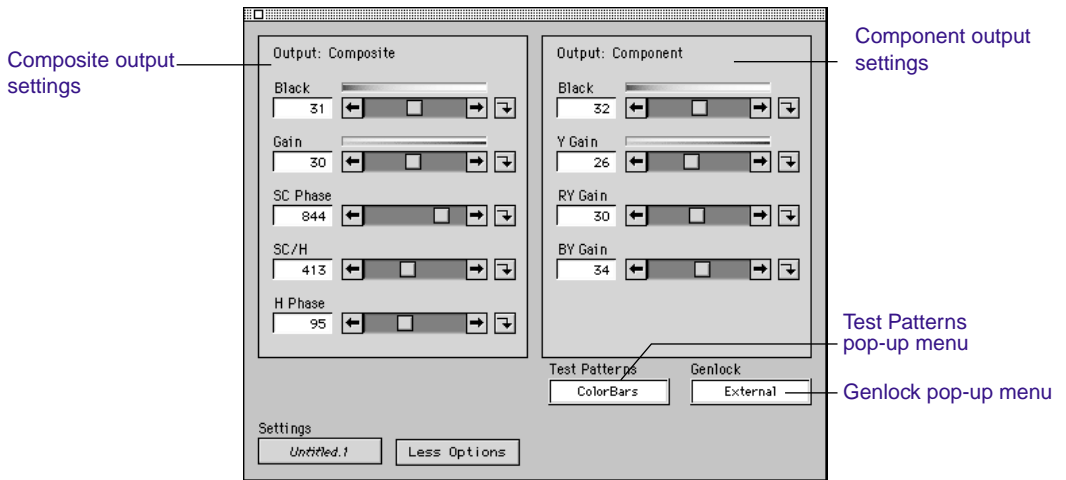 Composite output
settings
Output: Composite
Black
31
Gain
30
SC Phase
844
SC/H
413
H Phase
95
Output: Component
Black
32
Y Gain
26
RY Gain
30
BY Gain
34
Component output
settings
Test Patterns
ColorBars
Genlock
External
Test Patterns
pop-up menu
Genlock pop-up menu
Settings
Untitled.1
Less Options